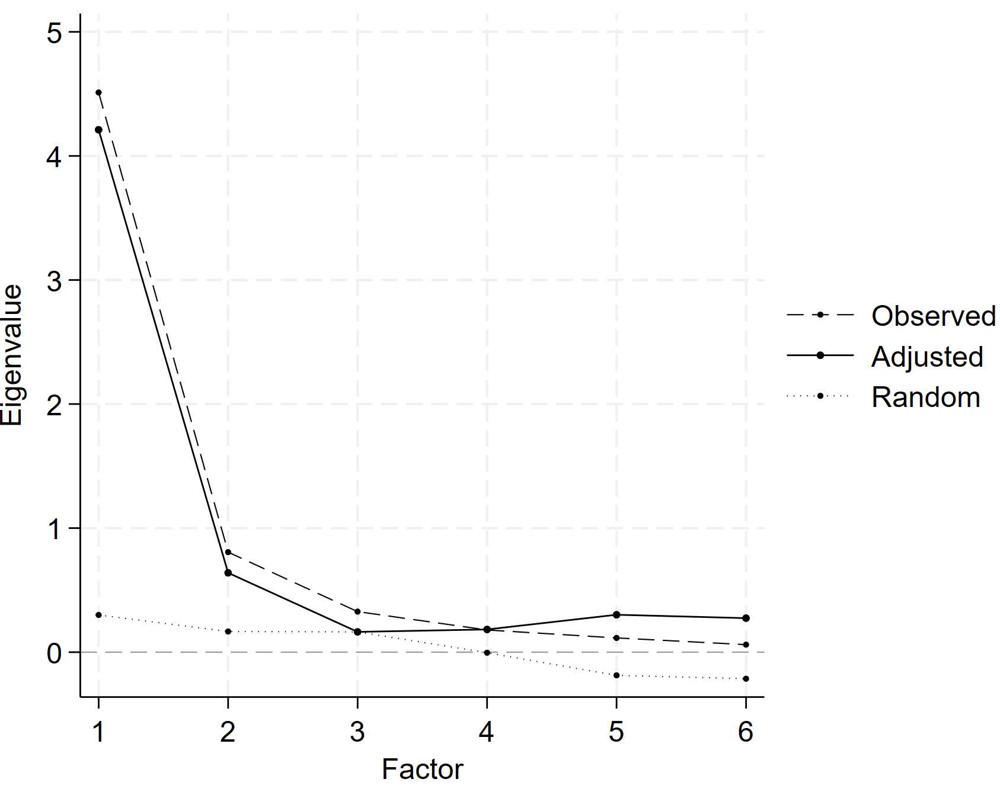 Eigenvalue
5
4
3
2
1
0
1 2 3 4 5 6
Factor
Observed
Adjusted
Random